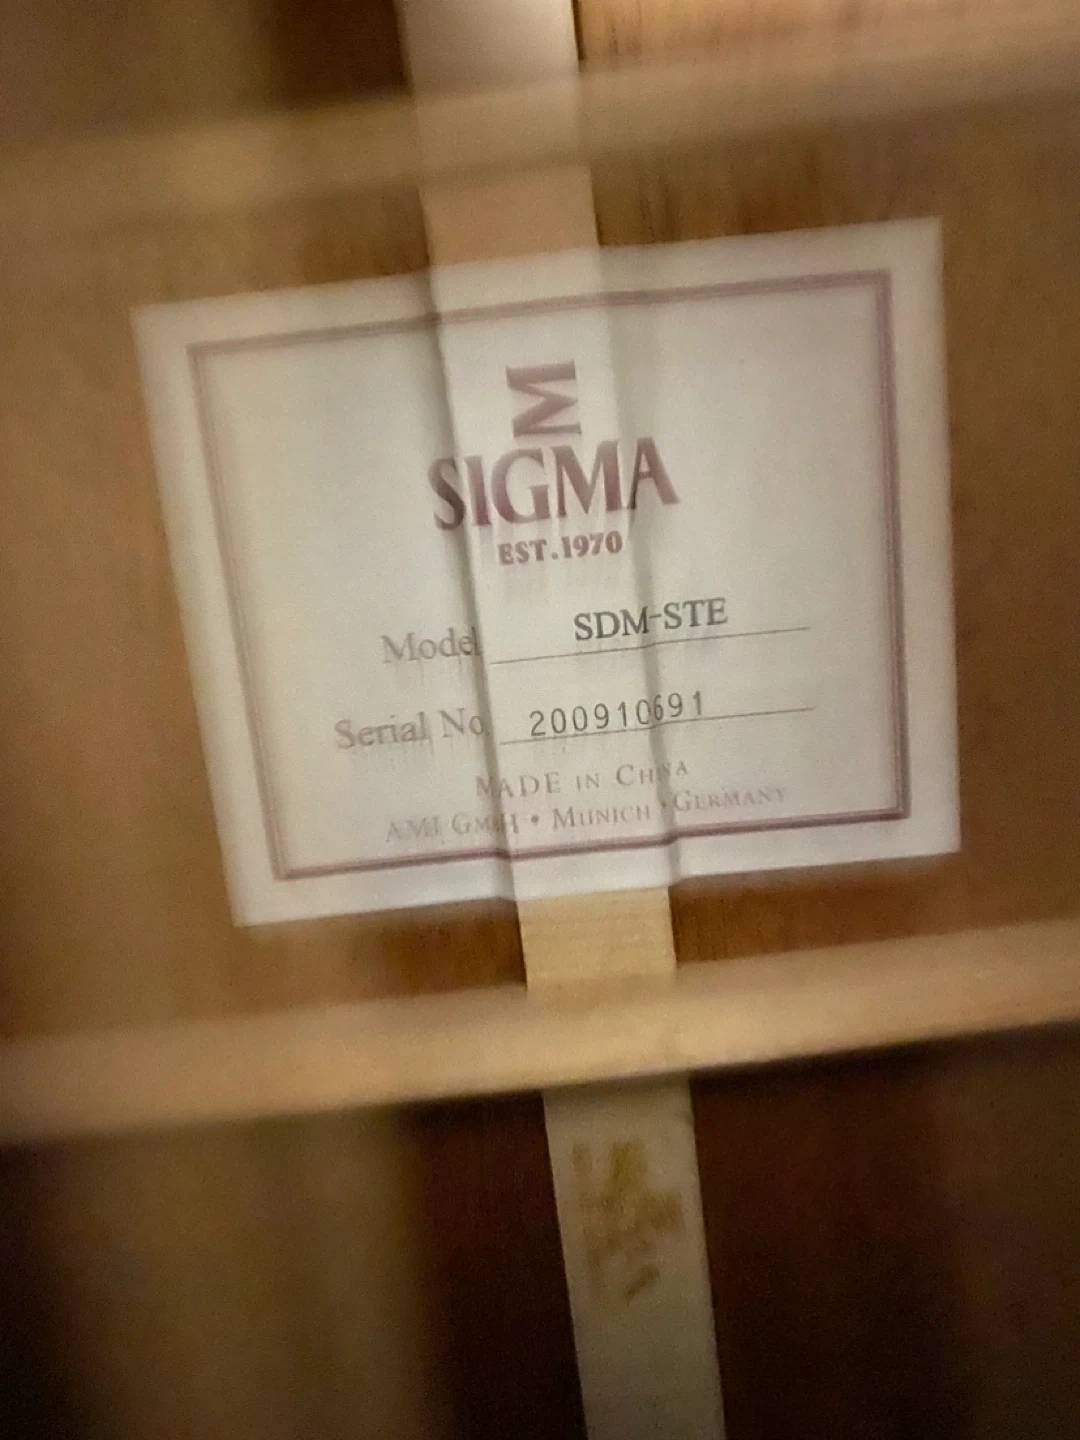 SIGMA
EST.1970
Model SDM-STE
Serial No 200910691
MADE IN CHINA
AMI GMBH • MUNICH • GERMANY